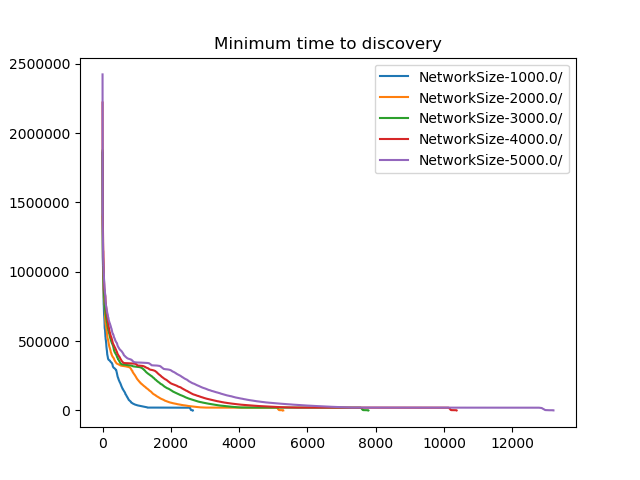 Minimum time to discovery
2500000
2000000
1500000
1000000
500000
0
NetworkSize-1000.0/
NetworkSize-2000.0/
NetworkSize-3000.0/
NetworkSize-4000.0/
NetworkSize-5000.0/
0 2000 4000 6000 8000 10000 12000